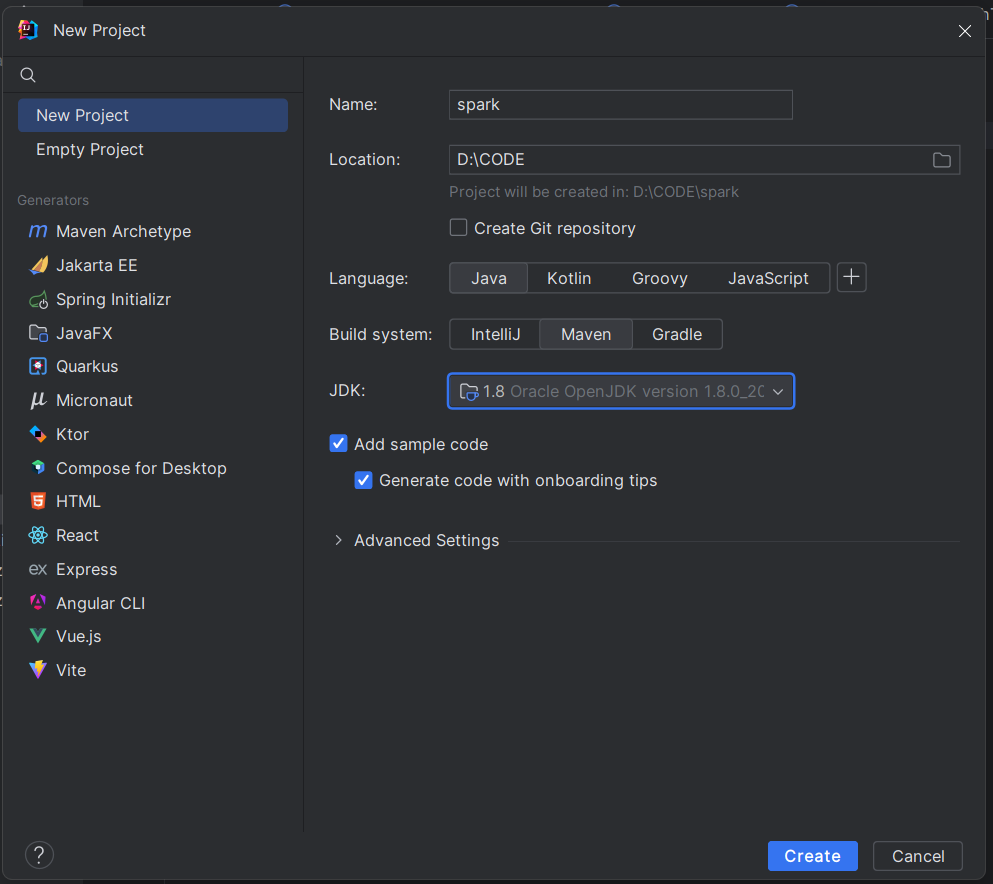 New Project
New Project
Empty Project
Generators
Maven Archetype
Jakarta EE
Spring Initializr
JavaFX
Quarkus
Micronaut
Ktor
Compose for Desktop
HTML
React
Express
Angular CLI
Vue.js
Vite
Name: spark
Location: D:\CODE
Project will be created in: D:\CODE\spark
Create Git repository
Language: Java Kotlin Groovy JavaScript
Build system: IntelliJ Maven Gradle
JDK: 1.8 Oracle OpenJDK version 1.8.0_20
Add sample code
Generate code with onboarding tips
Advanced Settings
? Create Cancel